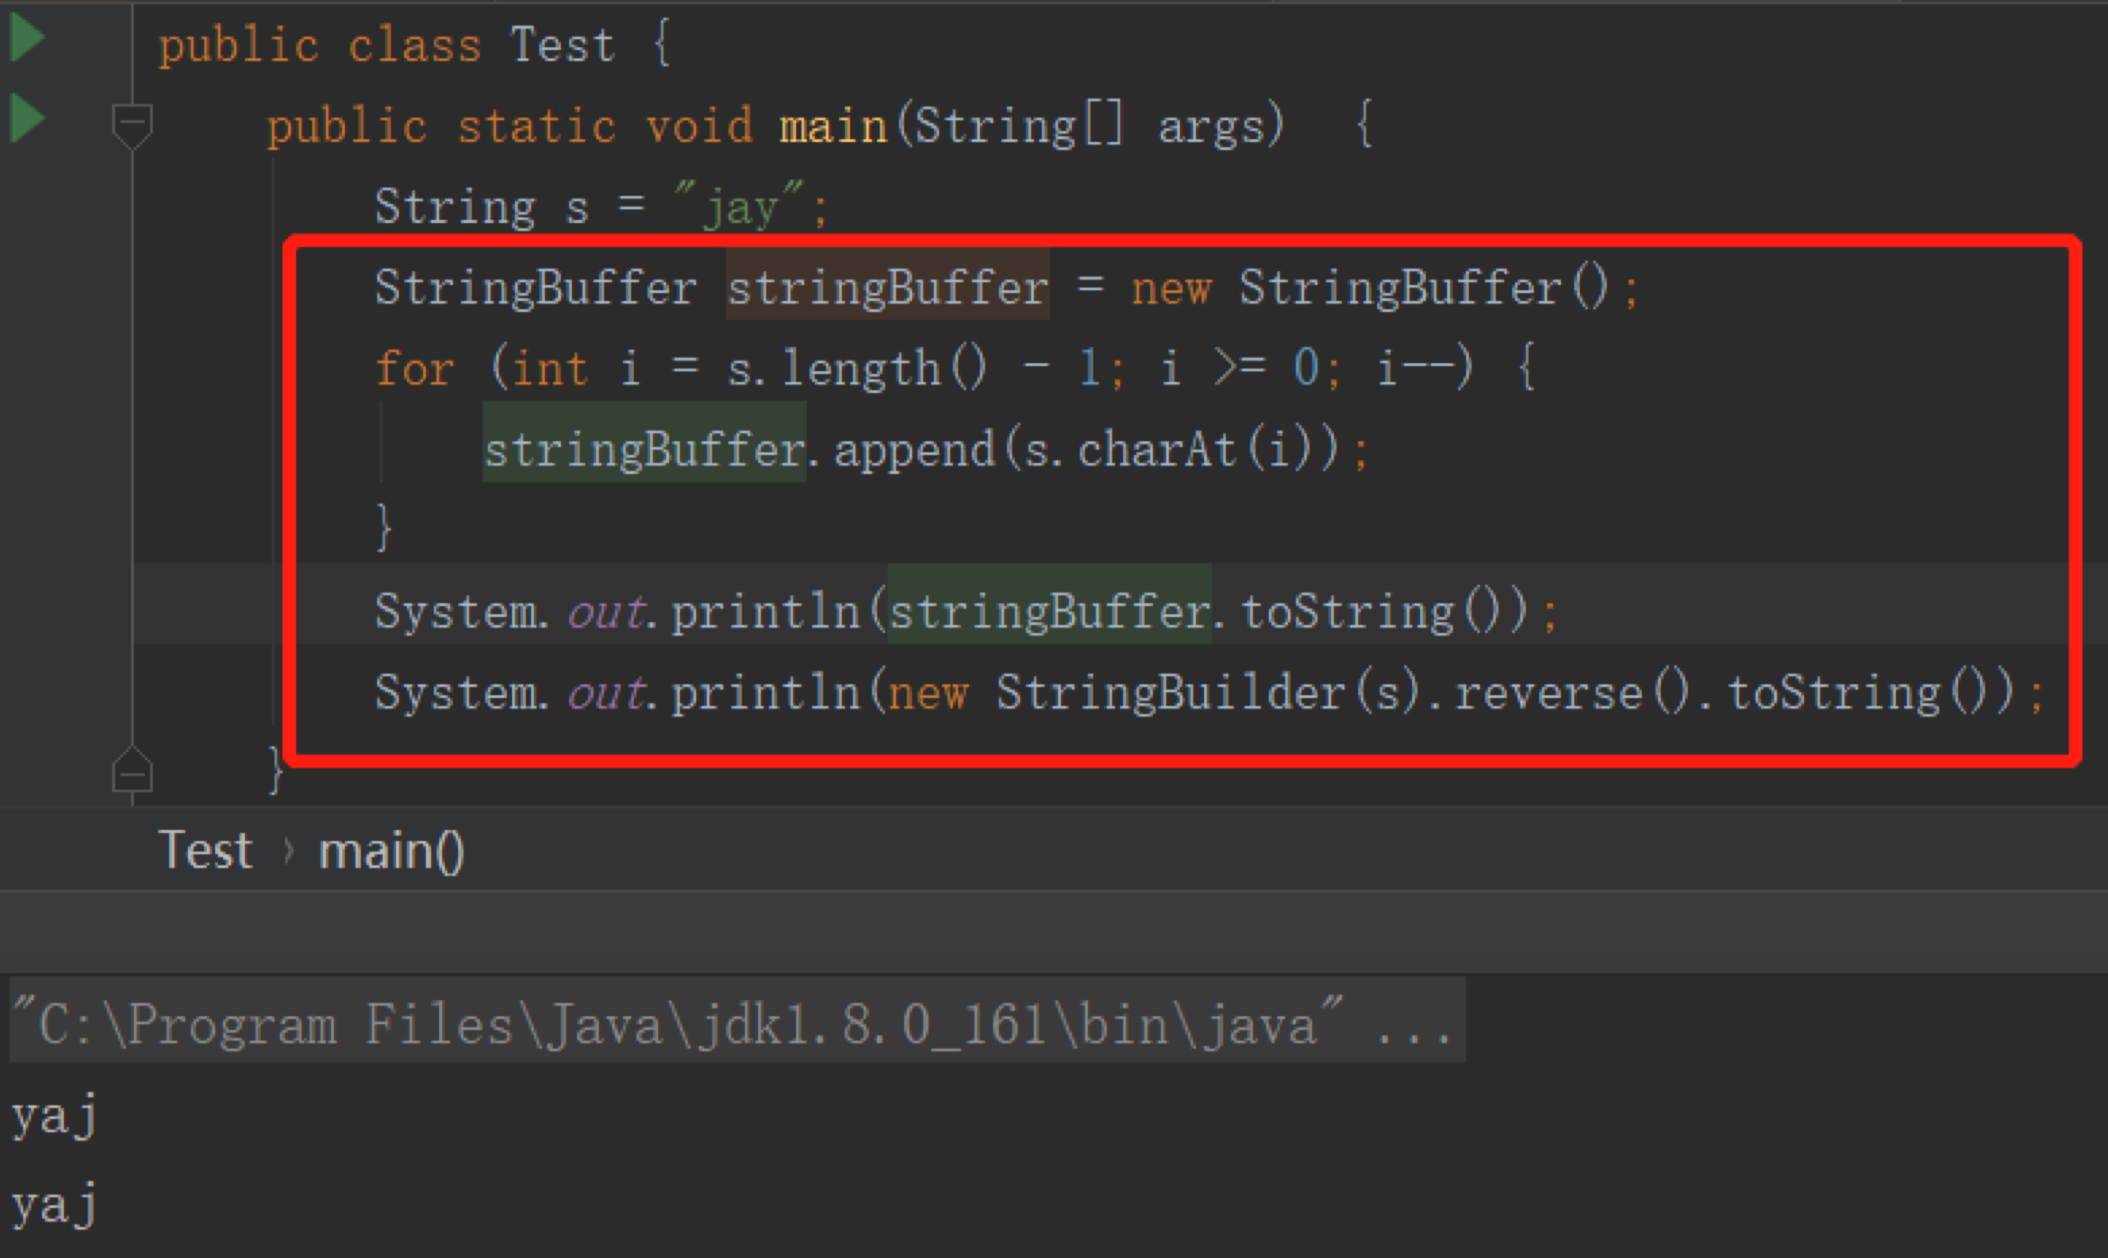 public class Test {
public static void main(String[] args)  {
String s = "jay";
StringBuffer stringBuffer = new StringBuffer();
for (int i = s.length() - 1; i >= 0; i--) {
stringBuffer.append(s.charAt(i));
}
System.out.println(stringBuffer.toString());
System.out.println(new StringBuilder(s).reverse().toString());
}
Test › main()
"C:\Program Files\Java\jdk1.8.0_161\bin\java" ...
yaj
yaj